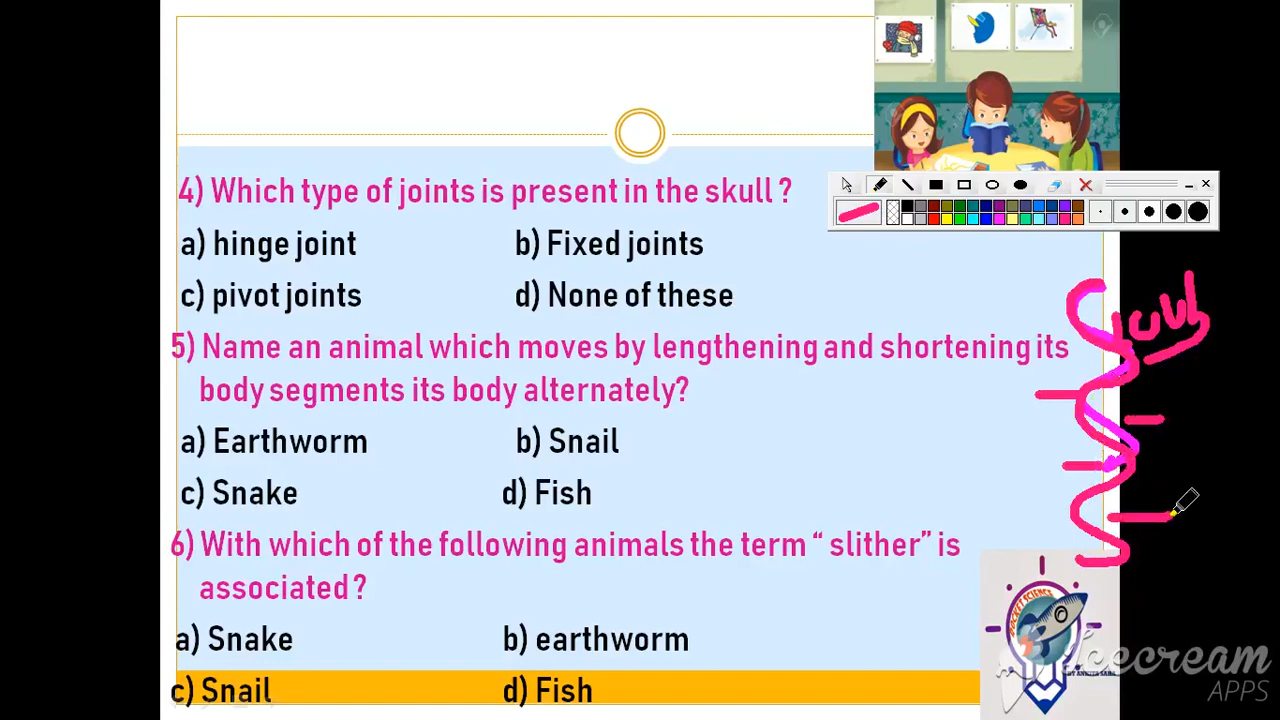 4) Which type of joints is present in the skull ?
a) hinge joint b) Fixed joints
c) pivot joints d) None of these
5) Name an animal which moves by lengthening and shortening its
body segments its body alternately?
a) Earthworm b) Snail
c) Snake d) Fish
6) With which of the following animals the term “ slither” is
associated?
a) Snake b) earthworm
c) Snail d) Fish
ROCKET SCIENCE
Icecream
APPS